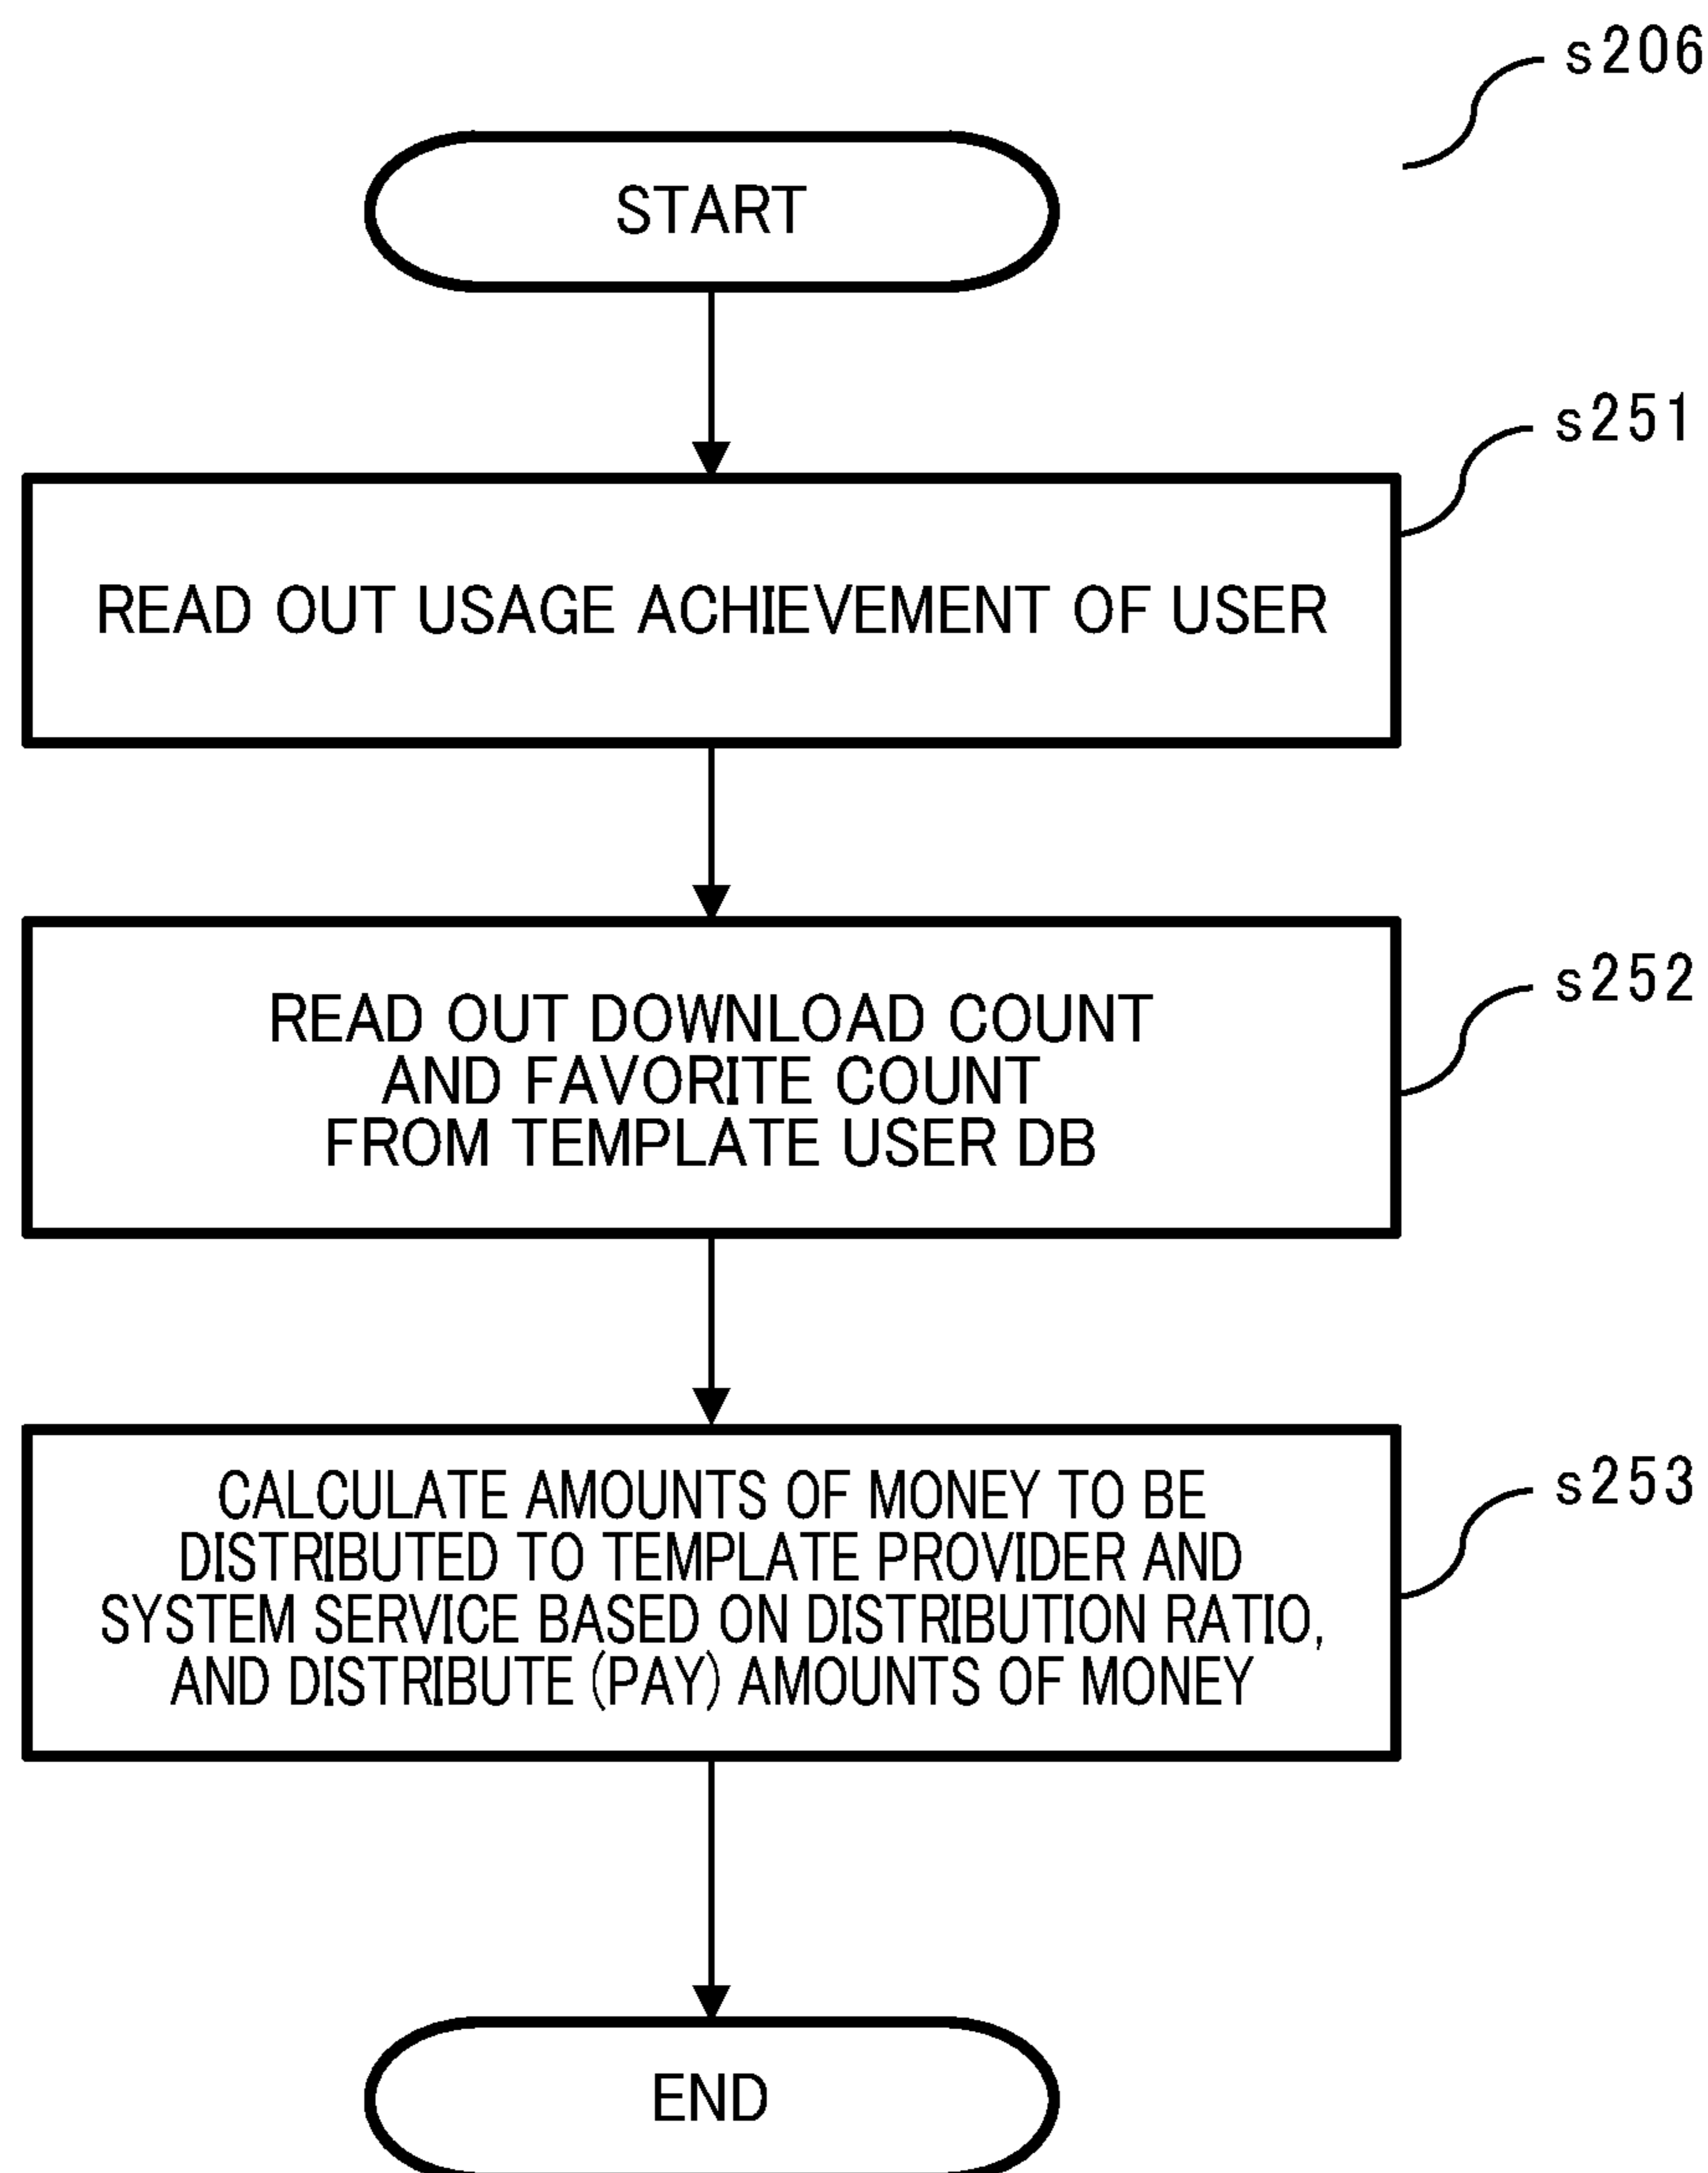 s206
START
s251
READ OUT USAGE ACHIEVEMENT OF USER
s252
READ OUT DOWNLOAD COUNT
AND FAVORITE COUNT
FROM TEMPLATE USER DB
s253
CALCULATE AMOUNTS OF MONEY TO BE
DISTRIBUTED TO TEMPLATE PROVIDER AND
SYSTEM SERVICE BASED ON DISTRIBUTION RATIO,
AND DISTRIBUTE (PAY) AMOUNTS OF MONEY
END